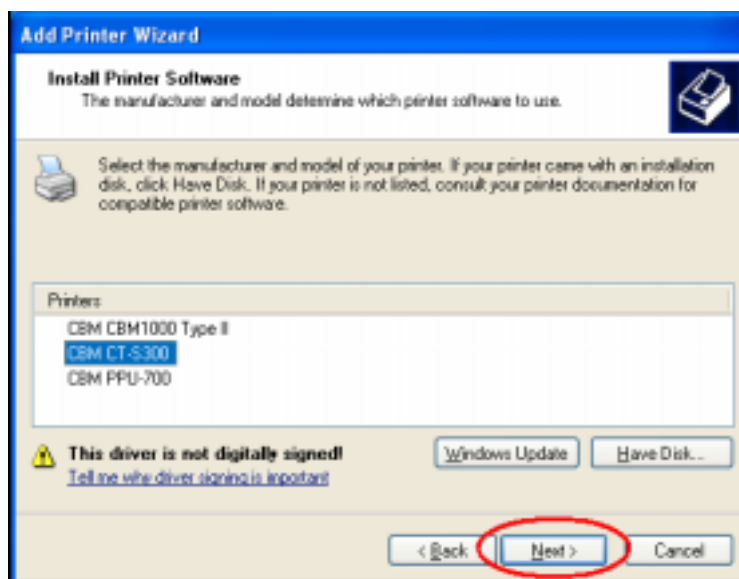 Add Printer Wizard
Install Printer Software
The manufacturer and model determine which printer software to use.
Select the manufacturer and model of your printer. If your printer came with an installation
disk, click Have Disk. If your printer is not listed, consult your printer documentation for
compatible printer software.
Printers
CBM CBM1000 Type II
CBM CT-S300
CBM PPU-700
This driver is not digitally signed!
Windows Update
Have Disk...
Tell me why driver signing is important
< Back
Next >
Cancel